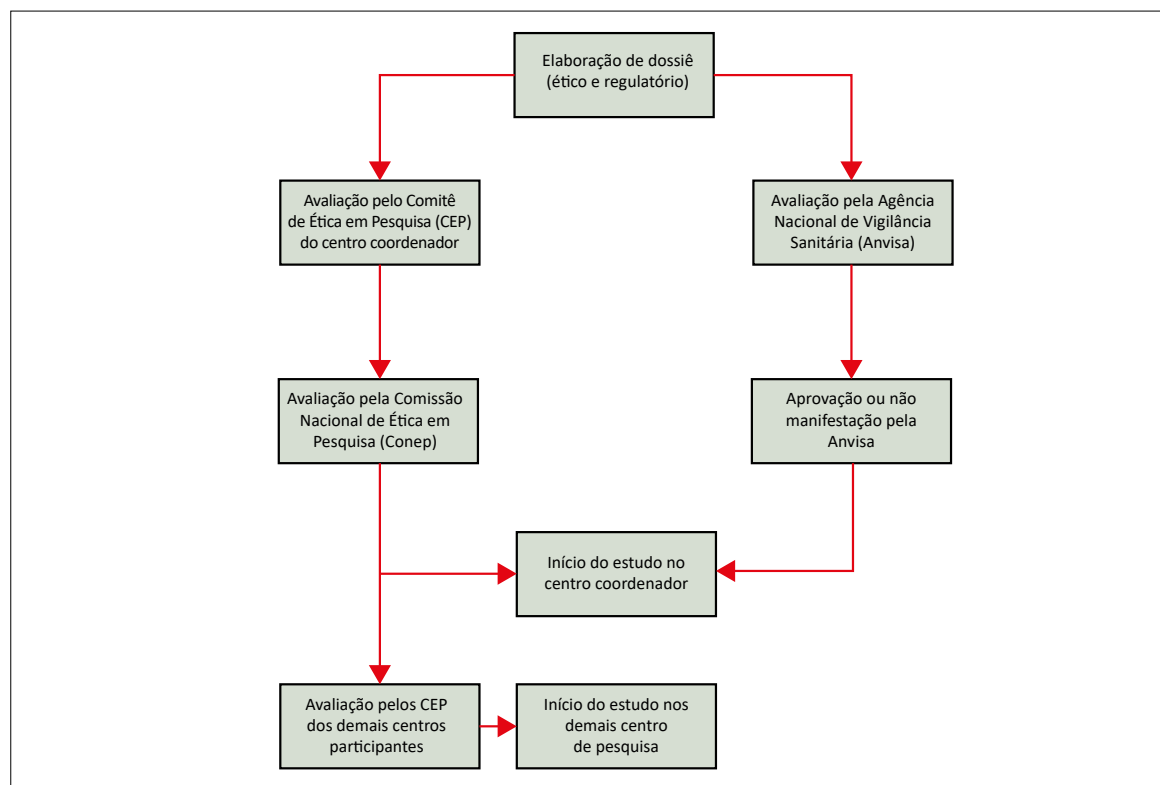 Elaboração de dossiê
(ético e regulatório)
Avaliação pelo Comitê
de Ética em Pesquisa (CEP)
do centro coordenador
Avaliação pela Agência
Nacional de Vigilância
Sanitária (Anvisa)
Avaliação pela Comissão
Nacional de Ética em
Pesquisa (Conep)
Aprovação ou não
manifestação pela
Anvisa
Início do estudo no
centro coordenador
Avaliação pelos CEP
dos demais centros
participantes
Início do estudo nos
demais centro
de pesquisa